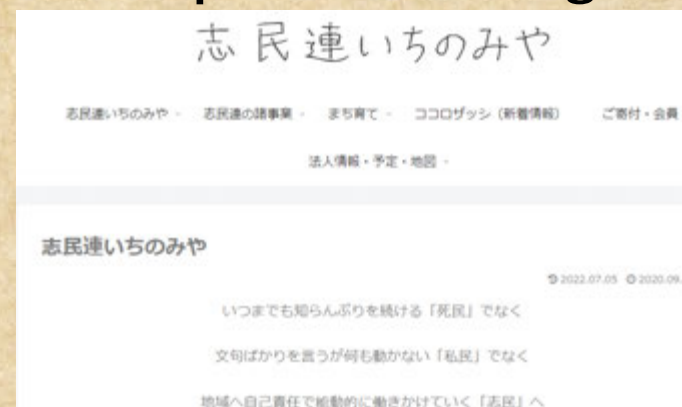 志民連いちのみや
志民連いちのみや 志民連の諸事業 まち育て ココロザッシ（新着情報） ご寄付・会員
法人情報・予定・地図
志民連いちのみや
2022.07.05 2020.09.
いつまでも知らんぷりを続ける「死民」でなく
文句ばかりを言うが何も動かない「私民」でなく
地域へ自己責任で能動的に働きかけていく「志民」へ